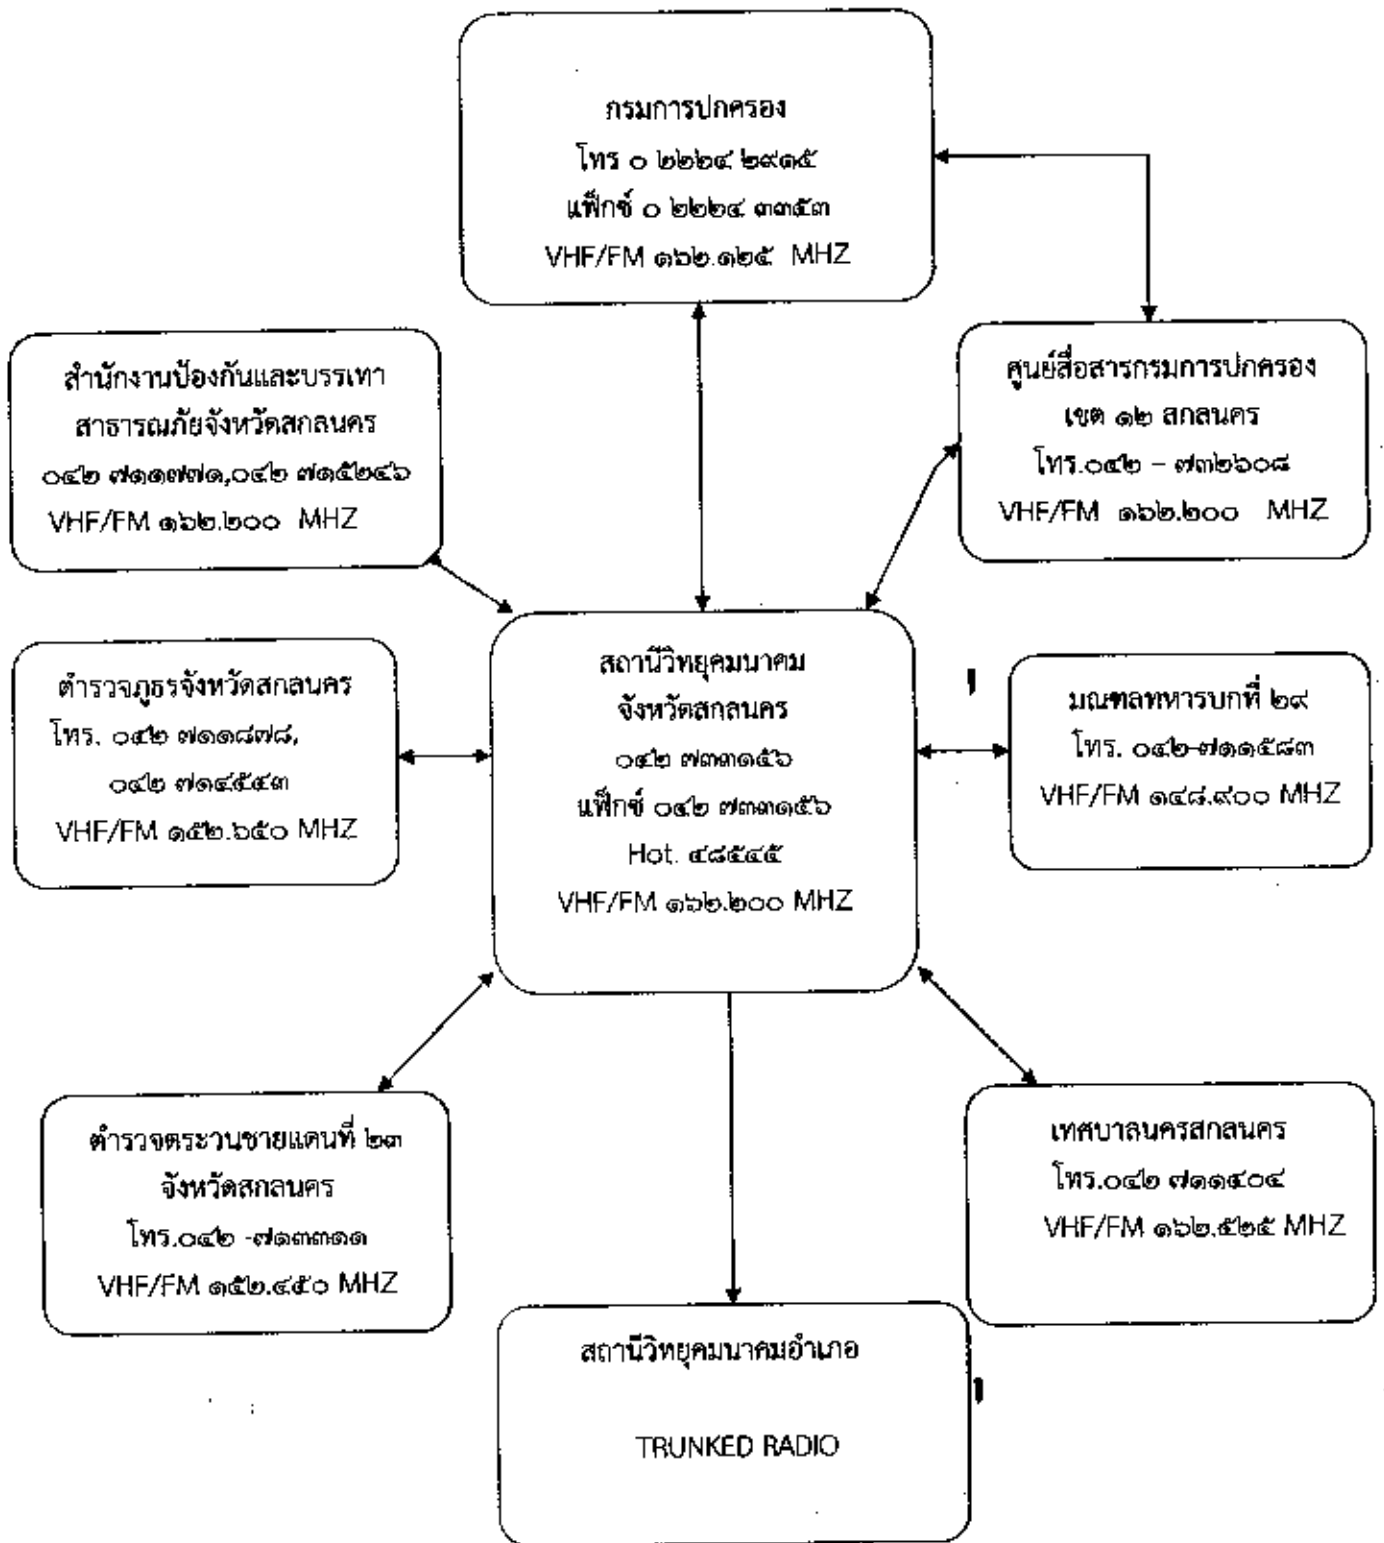 กรมการปกครอง
โทร ๐ ๒๒๒๔ ๒๙๑๕
แฟ็กซ์ ๐ ๒๒๒๔ ๓๓๕๓
VHF/FM ๑๖๒.๑๒๕ MHZ
สำนักงานป้องกันและบรรเทา
สาธารณภัยจังหวัดสกลนคร
๐๔๒ ๗๑๑๗๗๑,๐๔๒ ๗๑๕๒๔๖
VHF/FM ๑๖๒.๒๐๐ MHZ
ศูนย์สื่อสารกรมการปกครอง
เขต ๑๒ สกลนคร
โทร.๐๔๒ – ๗๓๒๖๐๘
VHF/FM ๑๖๒.๒๐๐ MHZ
ตำรวจภูธรจังหวัดสกลนคร
โทร. ๐๔๒ ๗๑๑๘๗๘,
๐๔๒ ๗๑๔๕๕๓
VHF/FM ๑๕๒.๖๕๐ MHZ
สถานีวิทยุคมนาคม
จังหวัดสกลนคร
๐๔๒ ๗๓๓๑๕๖
แฟ็กซ์ ๐๔๒ ๗๓๓๑๕๖
Hot. ๔๘๕๔๕
VHF/FM ๑๖๒.๒๐๐ MHZ
มณฑลทหารบกที่ ๒๙
โทร. ๐๔๒-๗๑๑๕๘๓
VHF/FM ๑๔๘.๙๐๐ MHZ
ตำรวจตระวนชายแดนที่ ๒๓
จังหวัดสกลนคร
โทร.๐๔๒ -๗๑๓๓๑๑
VHF/FM ๑๕๒.๔๕๐ MHZ
เทศบาลนครสกลนคร
โทร.๐๔๒ ๗๑๑๕๐๔
VHF/FM ๑๖๒.๕๒๕ MHZ
สถานีวิทยุคมนาคมอำเภอ
TRUNKED RADIO